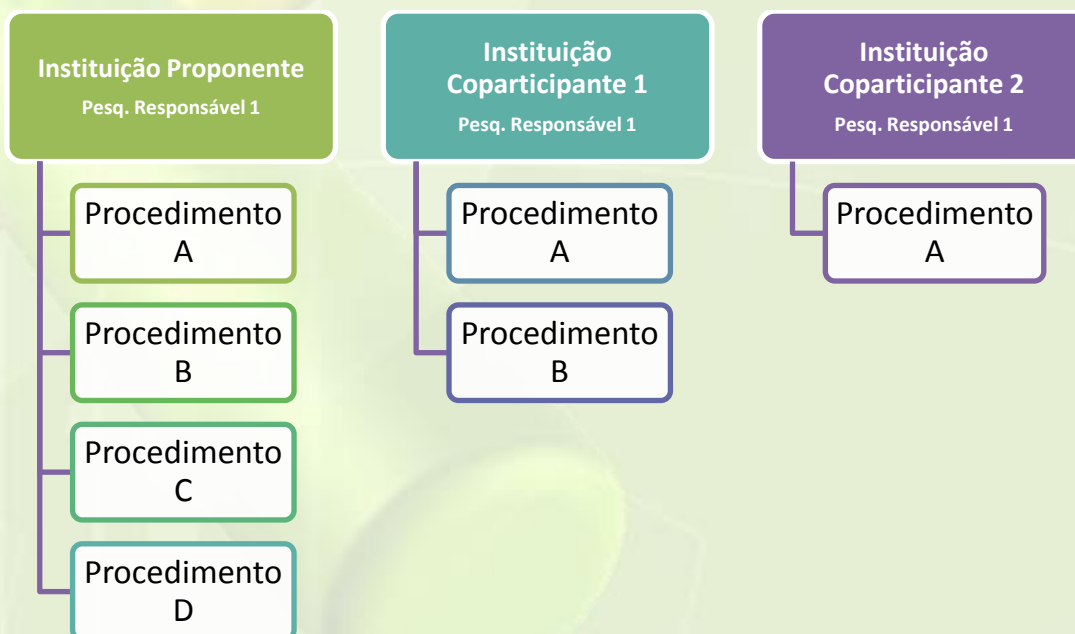 Instituição Proponente
Pesq. Responsável 1
Procedimento
A
Procedimento
B
Procedimento
C
Procedimento
D
Instituição
Coparticipante 1
Pesq. Responsável 1
Procedimento
A
Procedimento
B
Instituição
Coparticipante 2
Pesq. Responsável 1
Procedimento
A